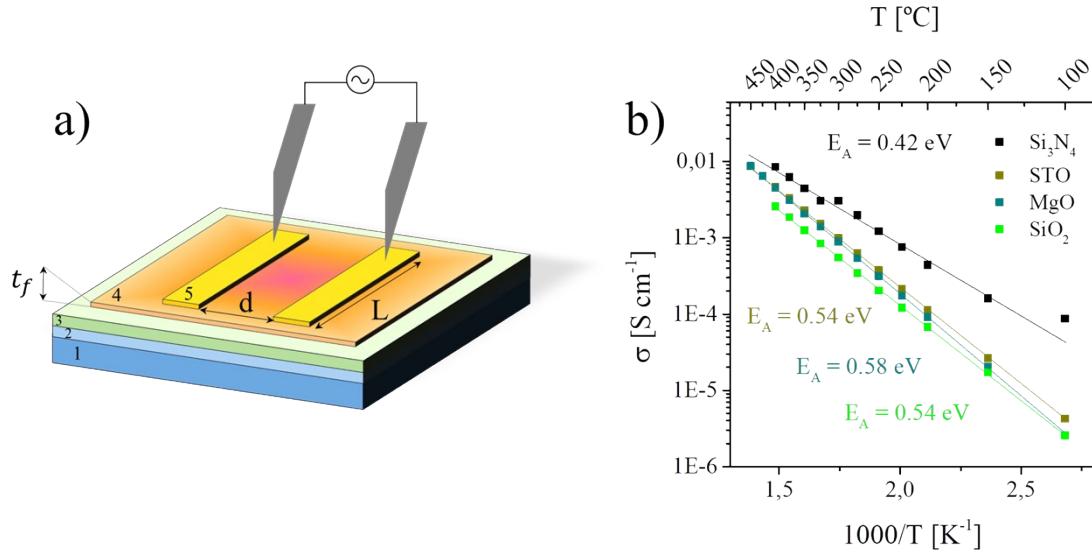 a)
t_f
1
2
3
4
5
d
L
b)
T [ºC]
450 400 350 300 250 200 150 100
σ [S cm⁻¹]
0,01
1E-3
1E-4
1E-5
1E-6
E_A = 0.42 eV
Si₃N₄
STO
MgO
SiO₂
E_A = 0.54 eV
E_A = 0.58 eV
E_A = 0.54 eV
1,5 2,0 2,5
1000/T [K⁻¹]